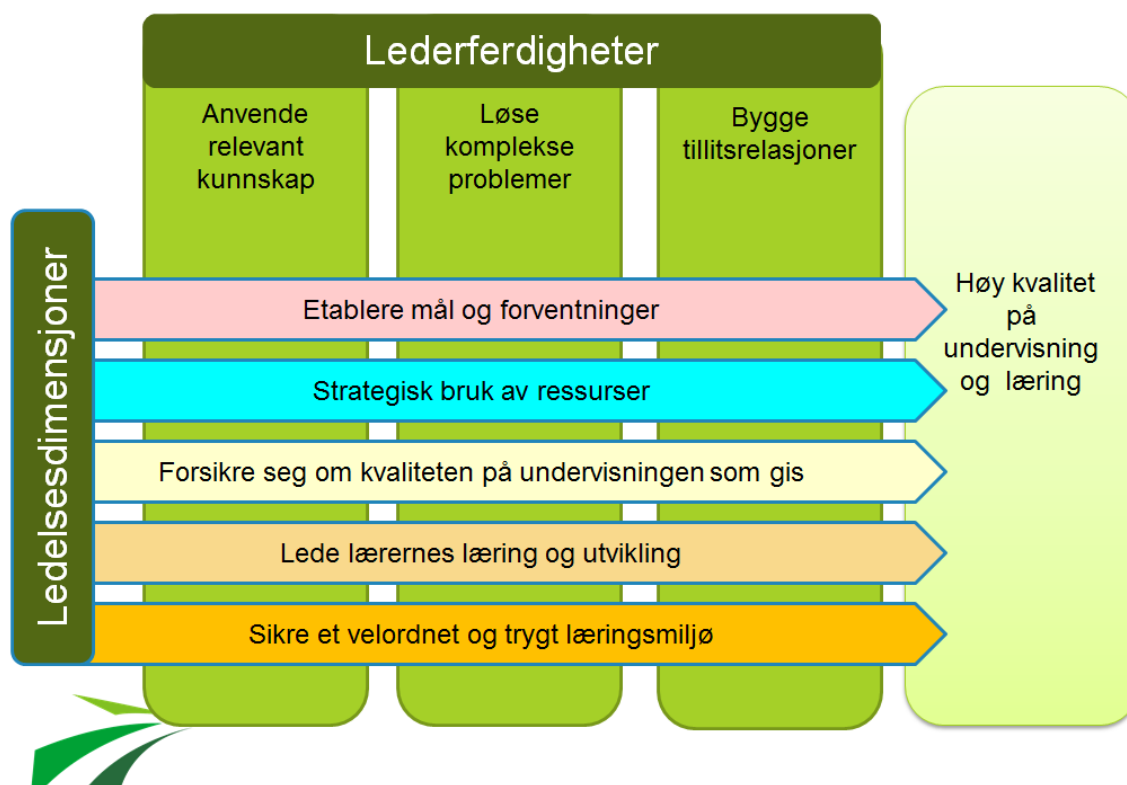 Lederferdigheter
Anvende
relevant
kunnskap
Løse
komplekse
problemer
Bygge
tillitsrelasjoner
Ledelsesdimensjoner
Etablere mål og forventninger
Strategisk bruk av ressurser
Forsikre seg om kvaliteten på undervisningen som gis
Lede lærernes læring og utvikling
Sikre et velordnet og trygt læringsmiljø
Høy kvalitet
på
undervisning
og læring